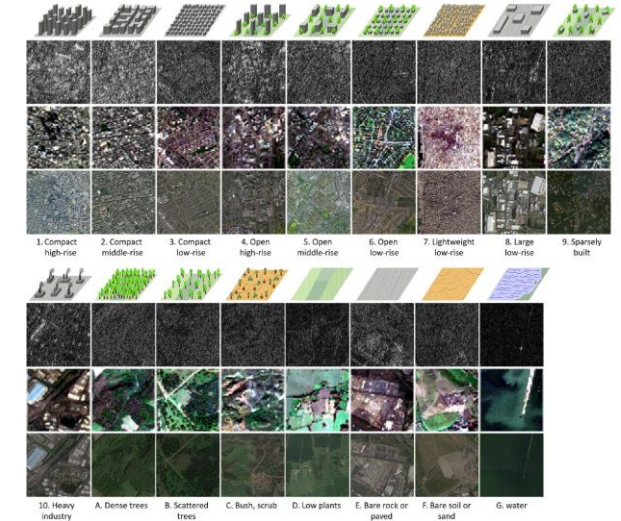 1. Compact high-rise
2. Compact middle-rise
3. Compact low-rise
4. Open high-rise
5. Open middle-rise
6. Open low-rise
7. Lightweight low-rise
8. Large low-rise
9. Sparsely built
10. Heavy industry
A. Dense trees
B. Scattered trees
C. Bush, scrub
D. Low plants
E. Bare rock or paved
F. Bare soil or sand
G. water